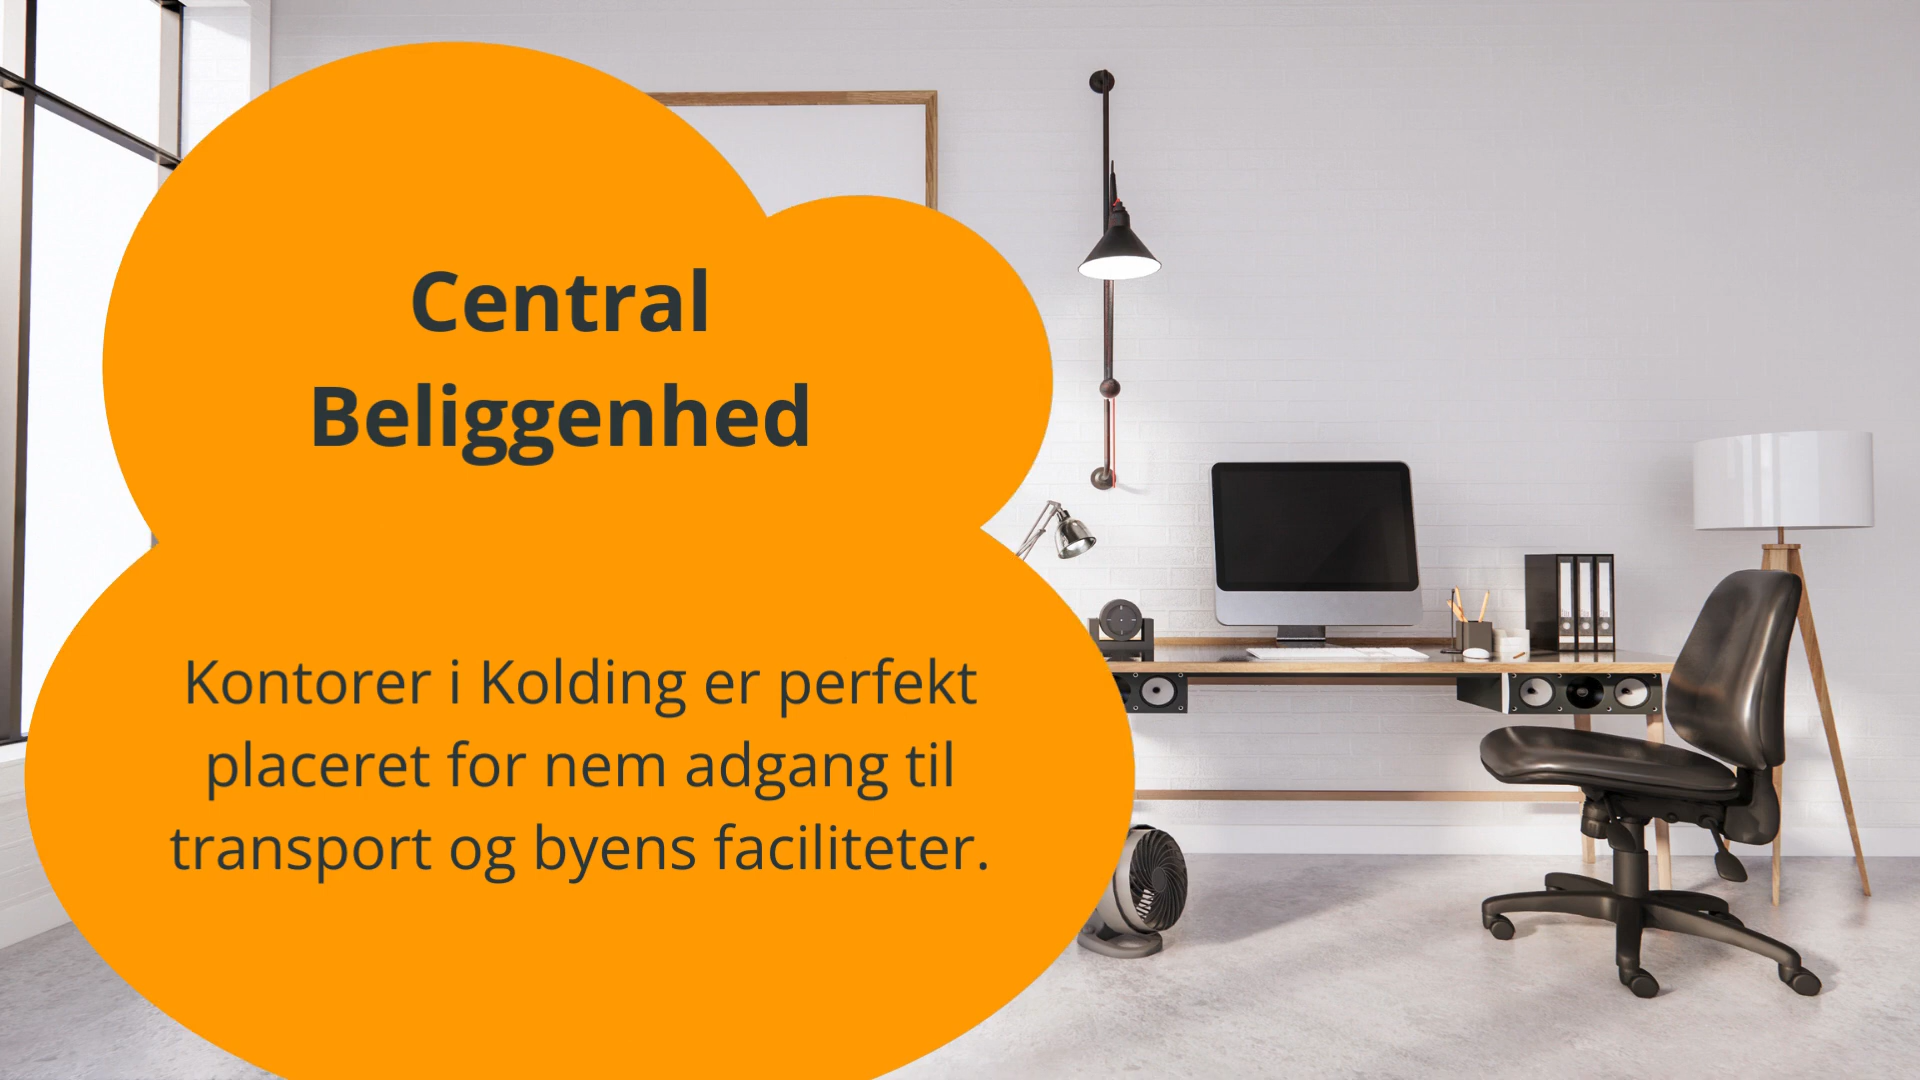 Central
Beliggenhed
Kontorer i Kolding er perfekt
placeret for nem adgang til
transport og byens faciliteter.